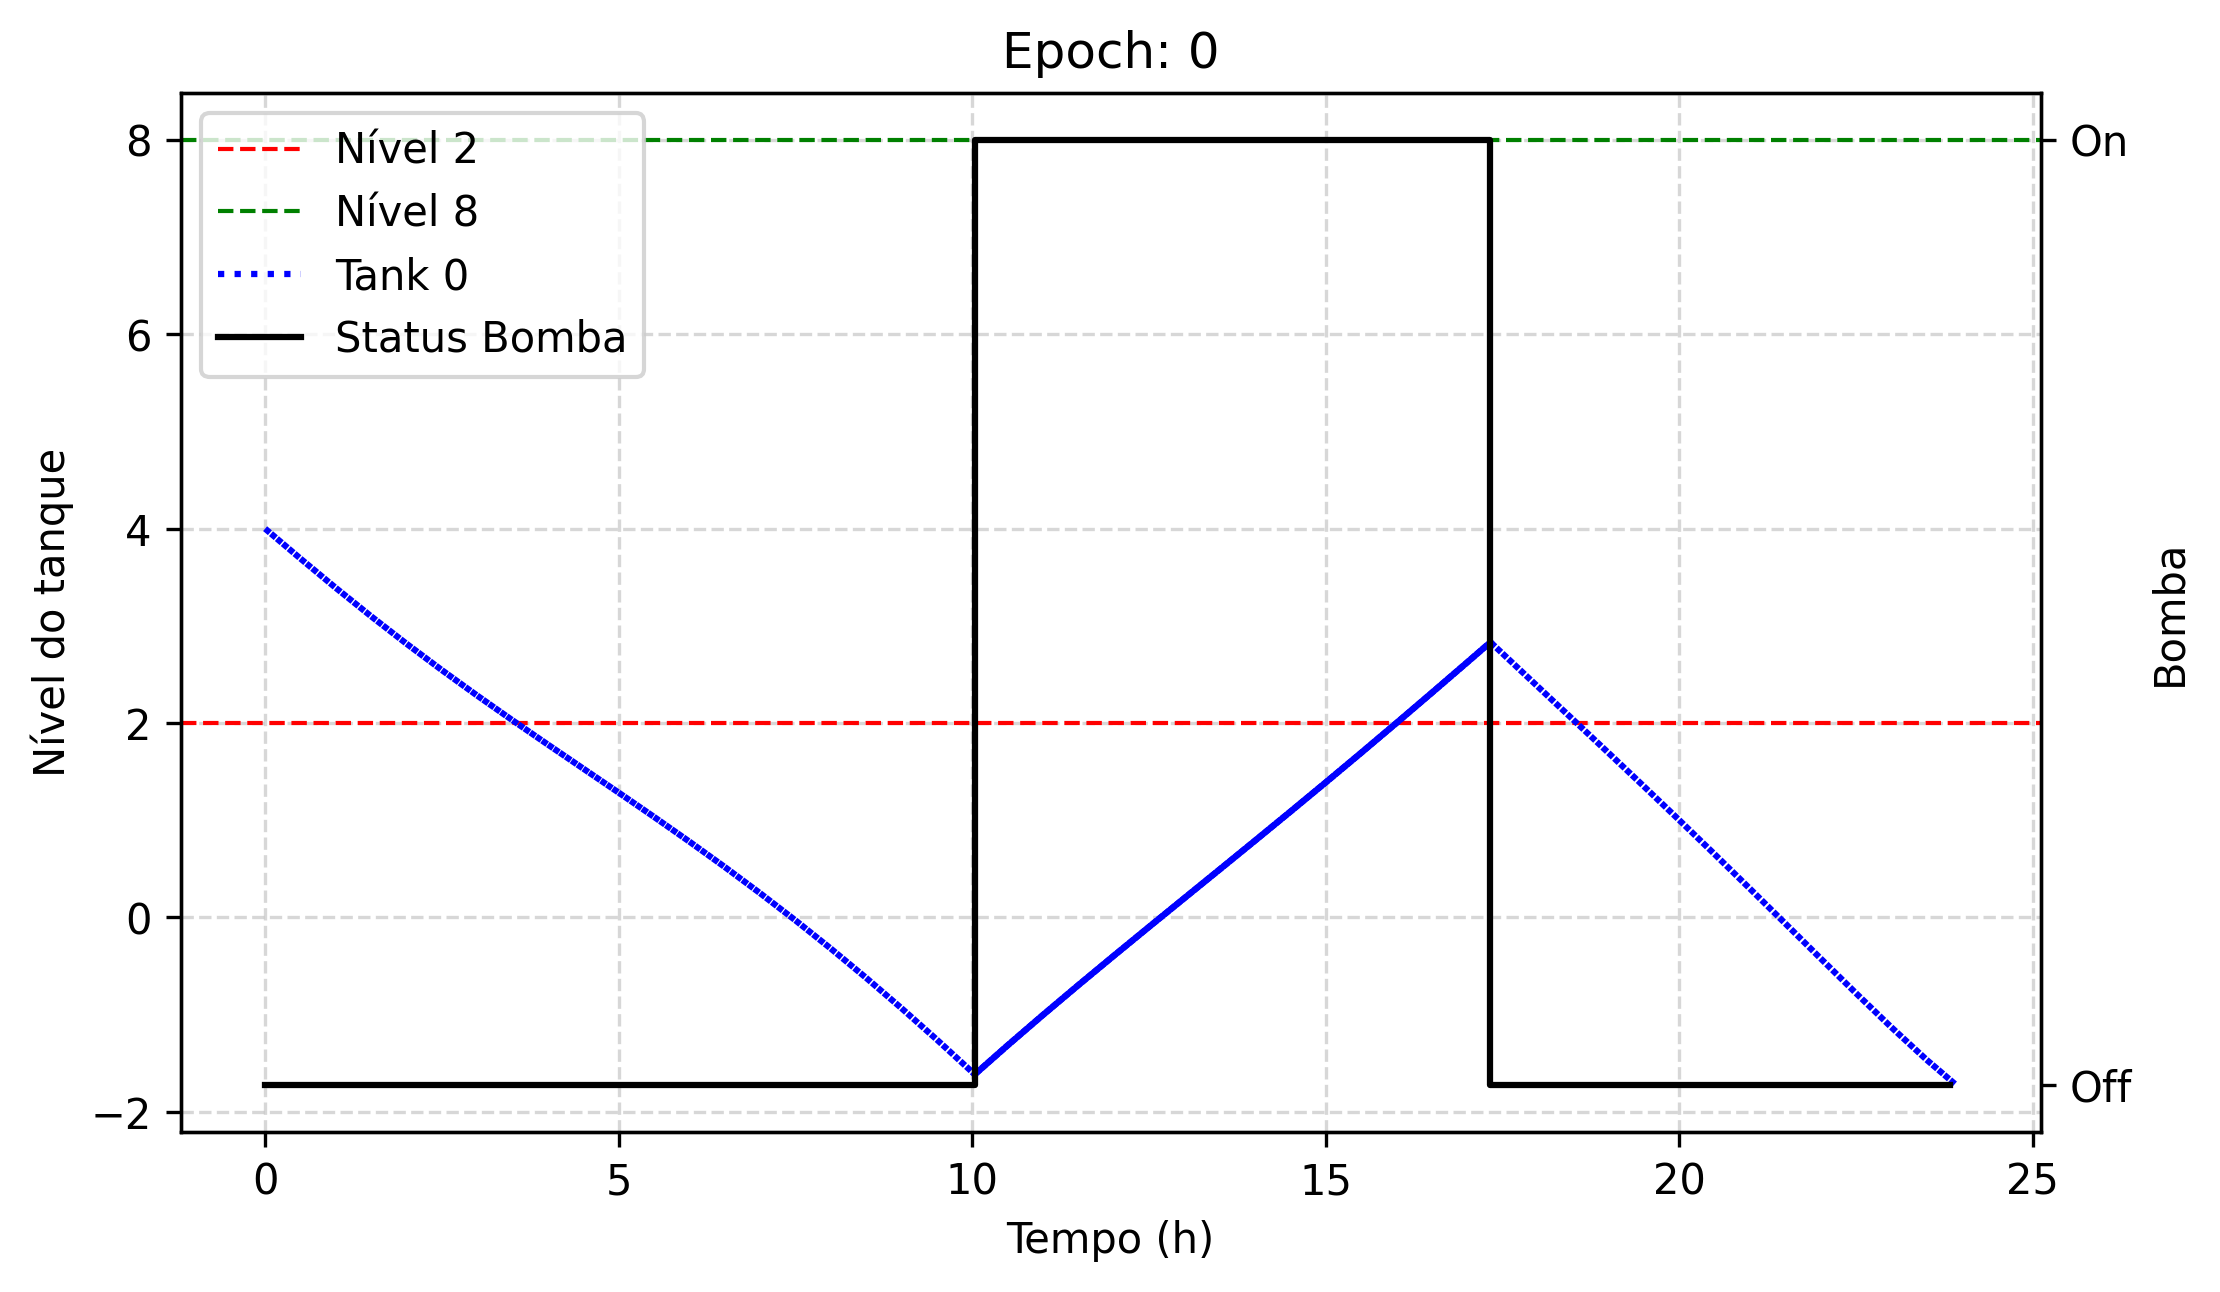 Epoch: 0
Nível 2
Nível 8
Tank 0
Status Bomba
Nível do tanque
8
6
4
2
0
−2
0 5 10 15 20 25
Tempo (h)
On
Off
Bomba